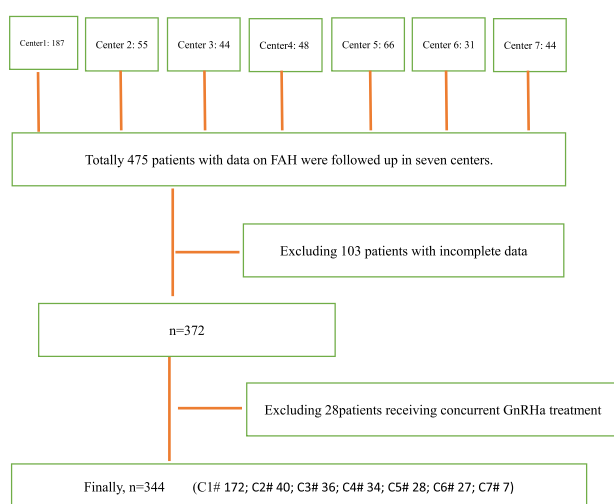 Center1: 187
Center 2: 55
Center 3: 44
Center4: 48
Center 5: 66
Center 6: 31
Center 7: 44
Totally 475 patients with data on FAH were followed up in seven centers.
Excluding 103 patients with incomplete data
n=372
Excluding 28patients receiving concurrent GnRHa treatment
Finally, n=344 (C1# 172; C2# 40; C3# 36; C4# 34; C5# 28; C6# 27; C7# 7)